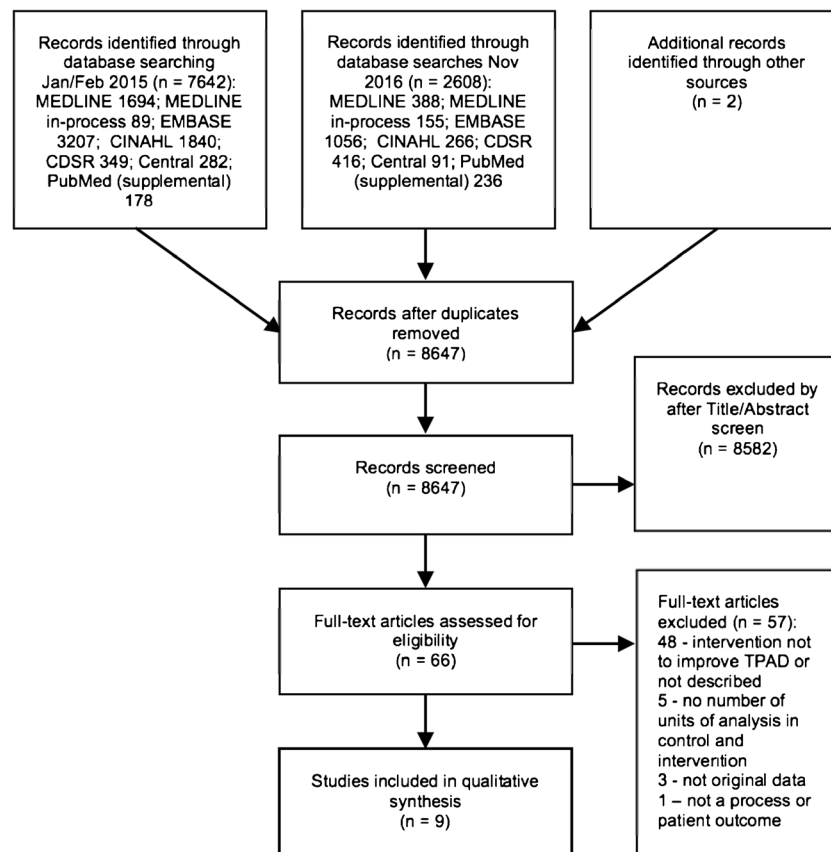 Records identified through
database searching
Jan/Feb 2015 (n = 7642):
MEDLINE 1694; MEDLINE
in-process 89; EMBASE
3207; CINAHL 1840;
CDSR 349; Central 282;
PubMed (supplemental)
178
Records identified through
database searches Nov
2016 (n = 2608):
MEDLINE 388; MEDLINE
in-process 155; EMBASE
1056; CINAHL 266; CDSR
416; Central 91; PubMed
(supplemental) 236
Additional records
identified through other
sources
(n = 2)
Records after duplicates
removed
(n = 8647)
Records excluded by
after Title/Abstract
screen
(n = 8582)
Records screened
(n = 8647)
Full-text articles assessed for
eligibility
(n = 66)
Full-text articles
excluded (n = 57):
48 - intervention not
to improve TPAD or
not described
5 - no number of
units of analysis in
control and
intervention
3 - not original data
1 – not a process or
patient outcome
Studies included in qualitative
synthesis
(n = 9)